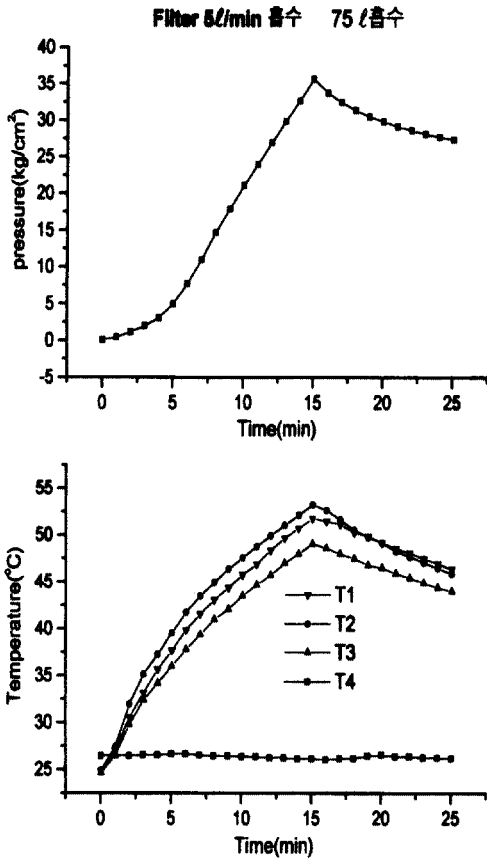 Filter 5ℓ/min 흡수 75 ℓ흡수
40
35
30
25
20
15
10
5
0
-5
pressure(kg/cm²)
0 5 10 15 20 25
Time(min)
55
50
45
40
35
30
25
Temperature(°C)
T1
T2
T3
T4
0 5 10 15 20 25
Time(min)